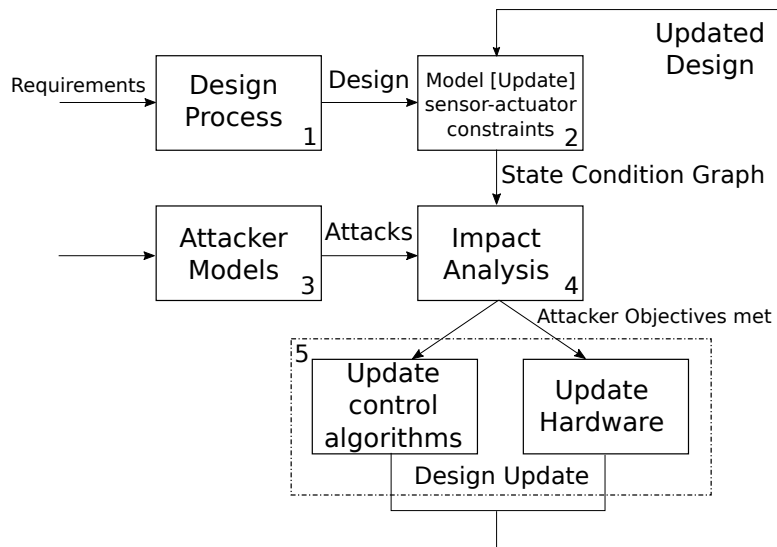 Updated
Design
Requirements
Design
Process
1
Design
Model [Update]
sensor-actuator
constraints
2
State Condition Graph
Attacker
Models
3
Attacks
Impact
Analysis
4
Attacker Objectives met
5
Update
control
algorithms
Update
Hardware
Design Update